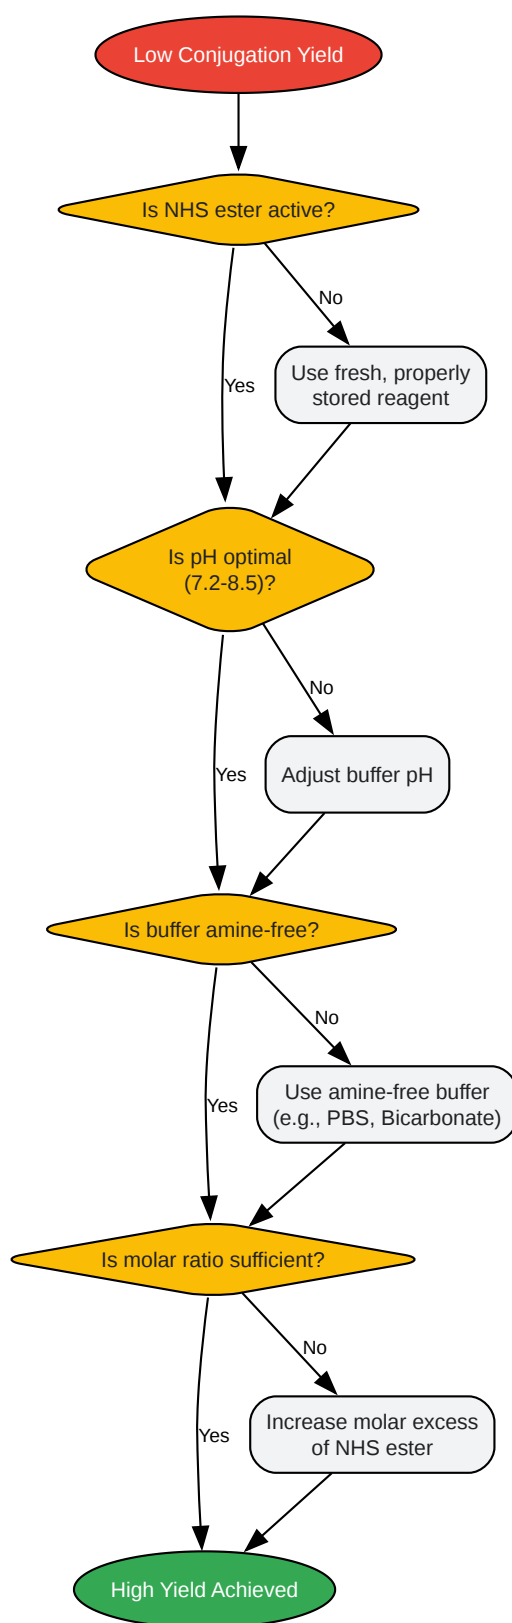 Low Conjugation Yield
Is NHS ester active?
No
Use fresh, properly
stored reagent
Yes
Is pH optimal
(7.2-8.5)?
No
Adjust buffer pH
Yes
Is buffer amine-free?
No
Use amine-free buffer
(e.g., PBS, Bicarbonate)
Yes
Is molar ratio sufficient?
No
Increase molar excess
of NHS ester
Yes
High Yield Achieved